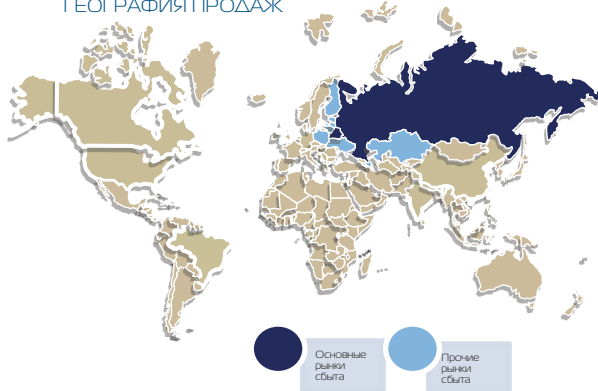 ГЕОГРАФИЯ ПРОДАЖ
Основные
рынки
сбыта
Прочие
рынки
сбыта